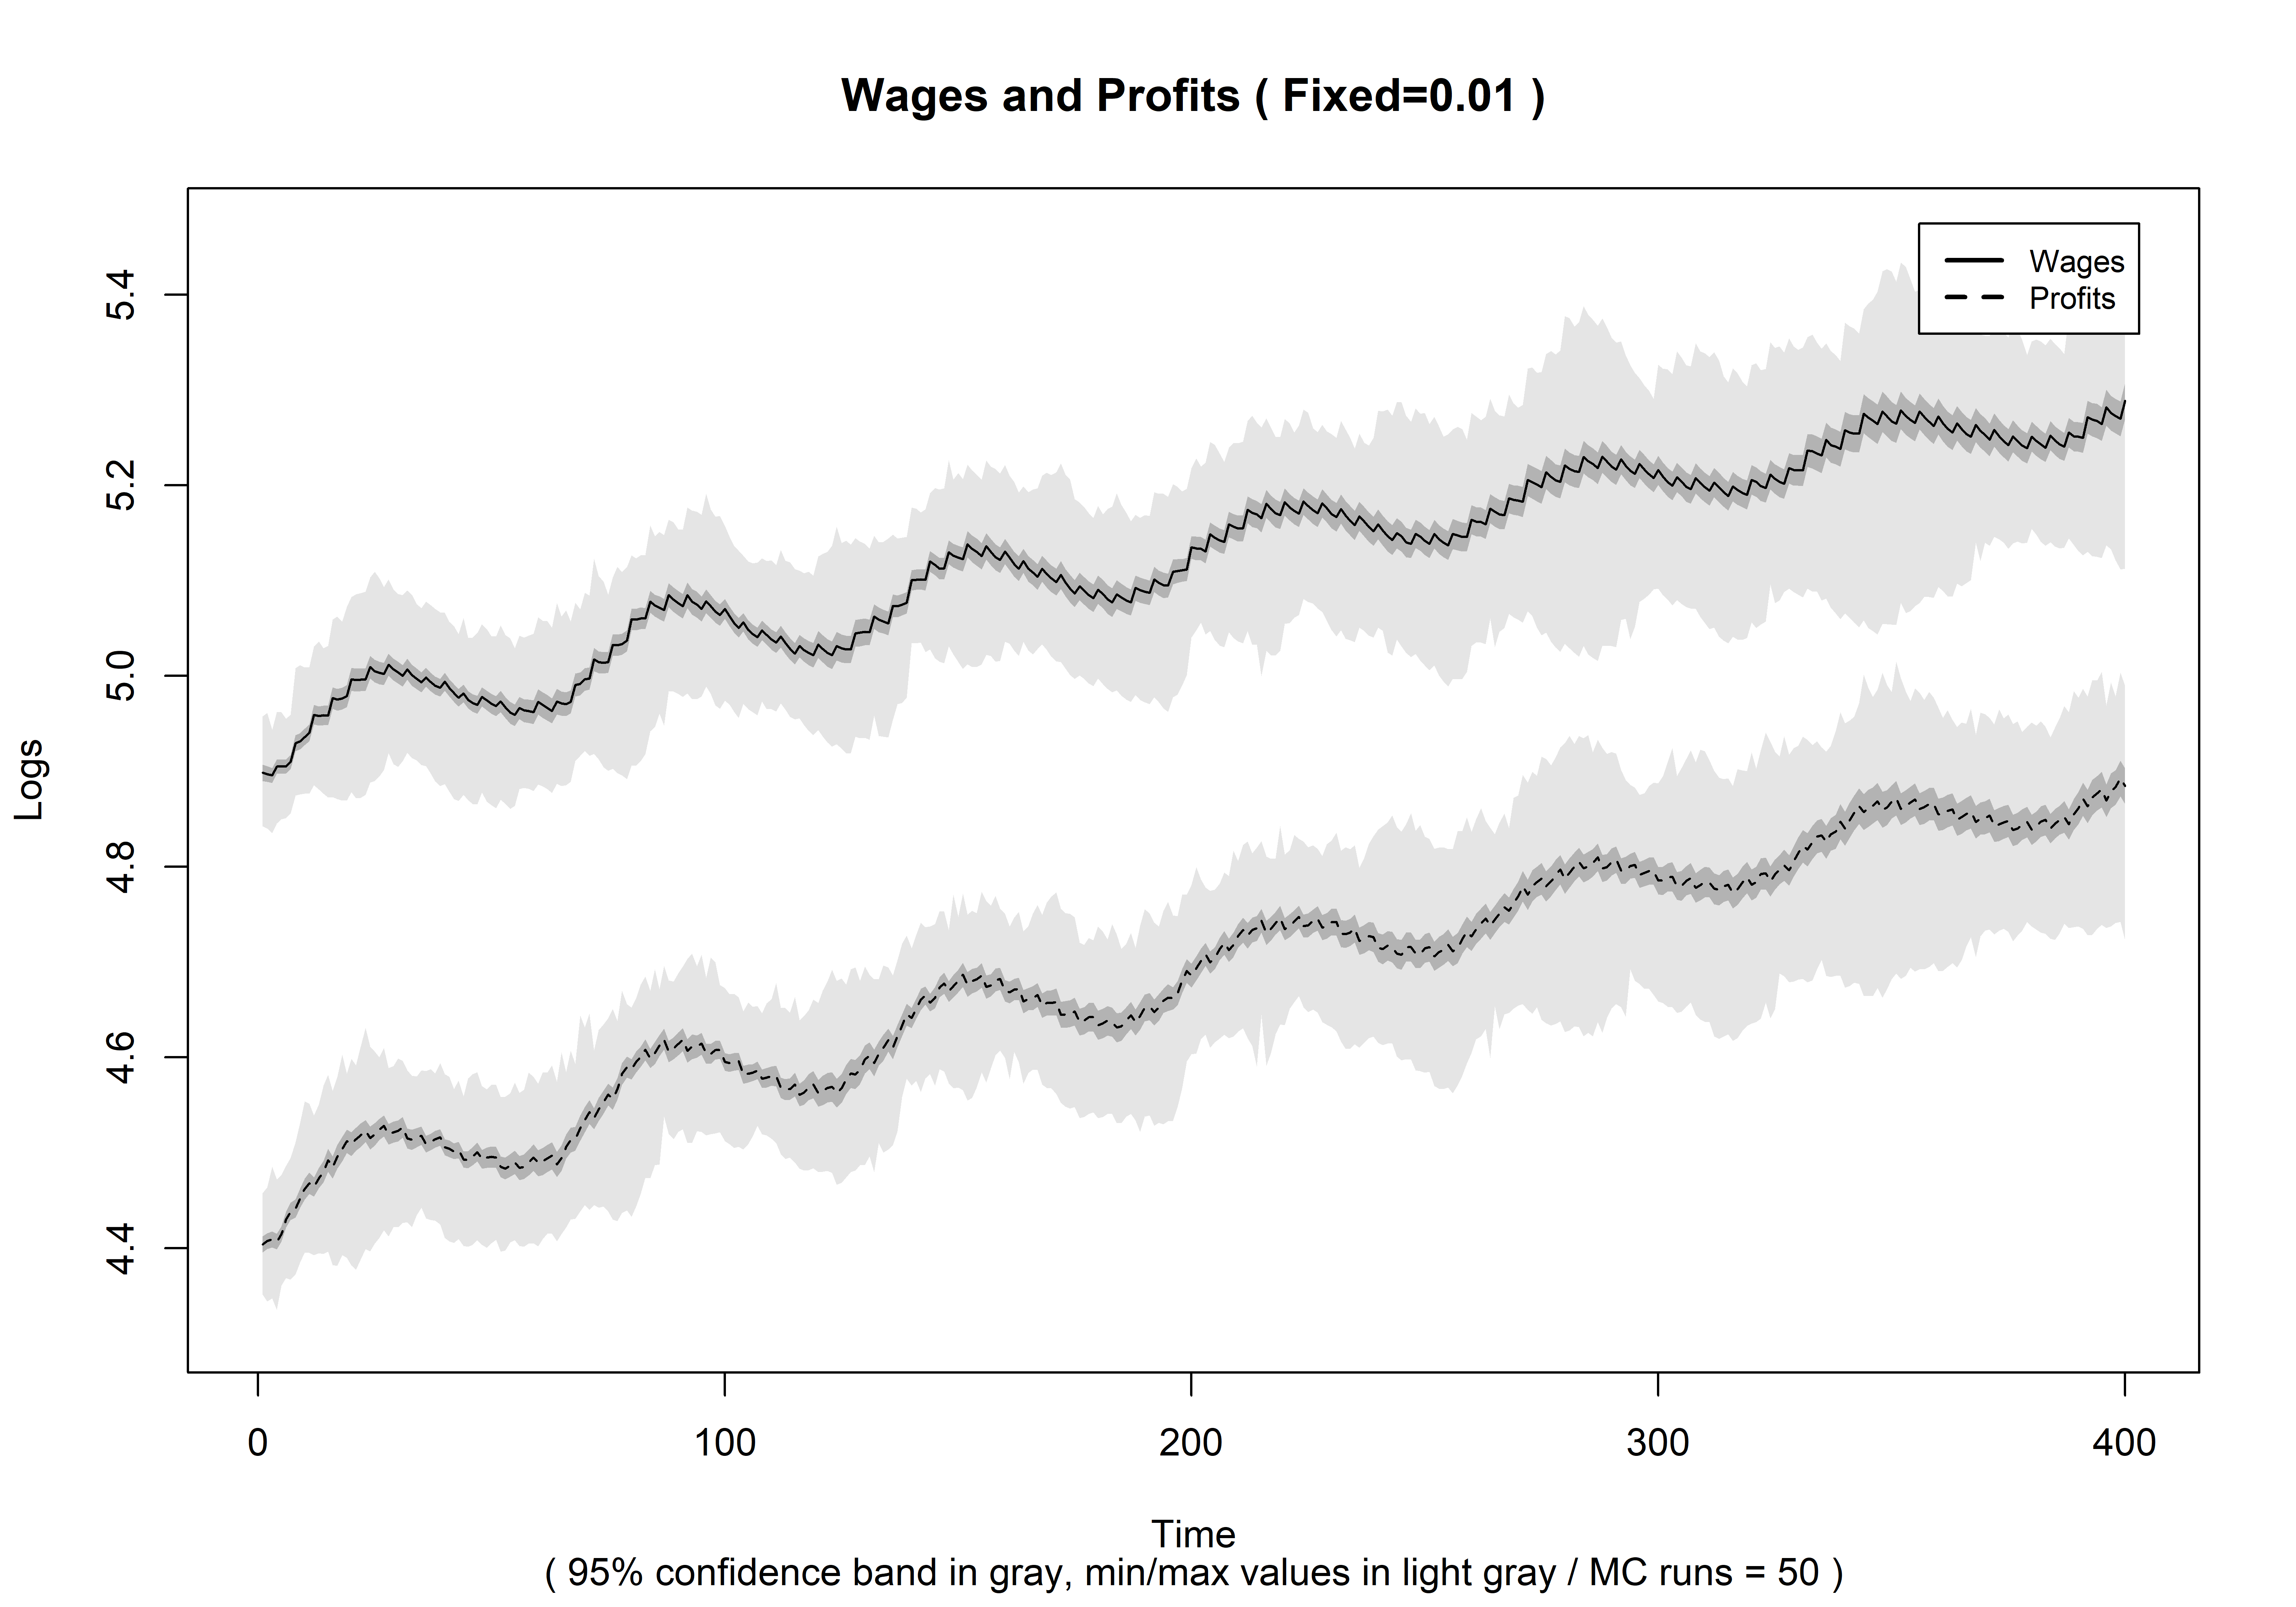 Wages and Profits ( Fixed=0.01 )
Wages
Profits
5.4
5.2
5.0
4.8
4.6
4.4
Logs
0 100 200 300 400
Time
( 95% confidence band in gray, min/max values in light gray / MC runs = 50 )